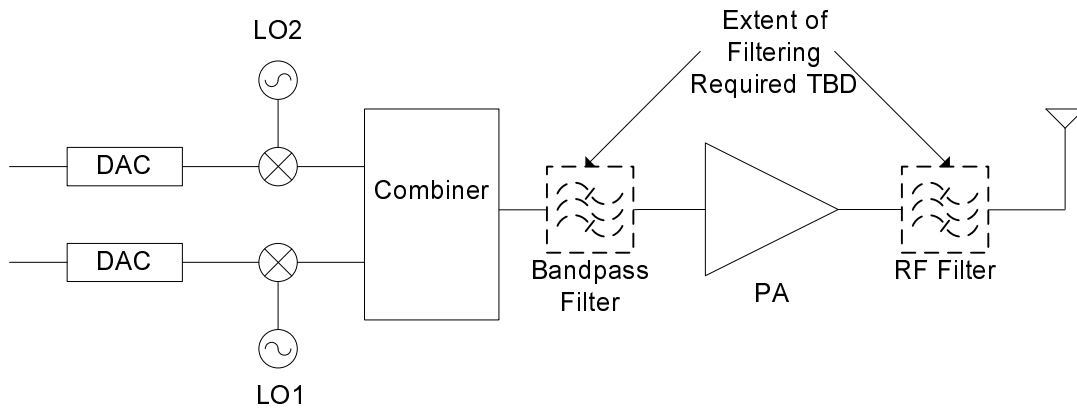 LO2
Extent of
Filtering
Required TBD
DAC
Combiner
DAC
Bandpass
Filter
PA
RF Filter
LO1